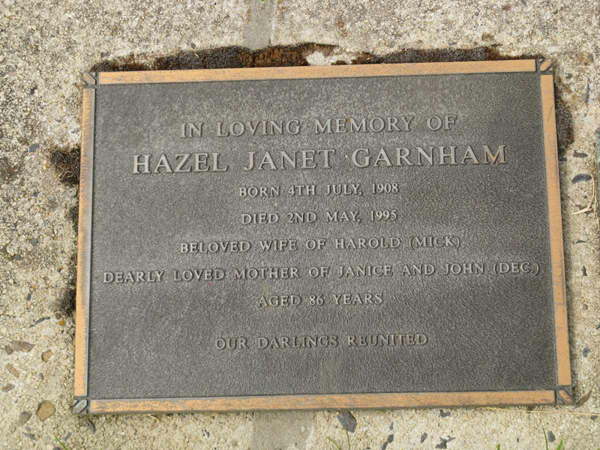 IN LOVING MEMORY OF
HAZEL JANET GARNHAM
BORN 4TH JULY, 1908
DIED 2ND MAY, 1995
BELOVED WIFE OF HAROLD (MICK)
DEARLY LOVED MOTHER OF JANICE AND JOHN (DEC.)
AGED 86 YEARS
OUR DARLINGS REUNITED